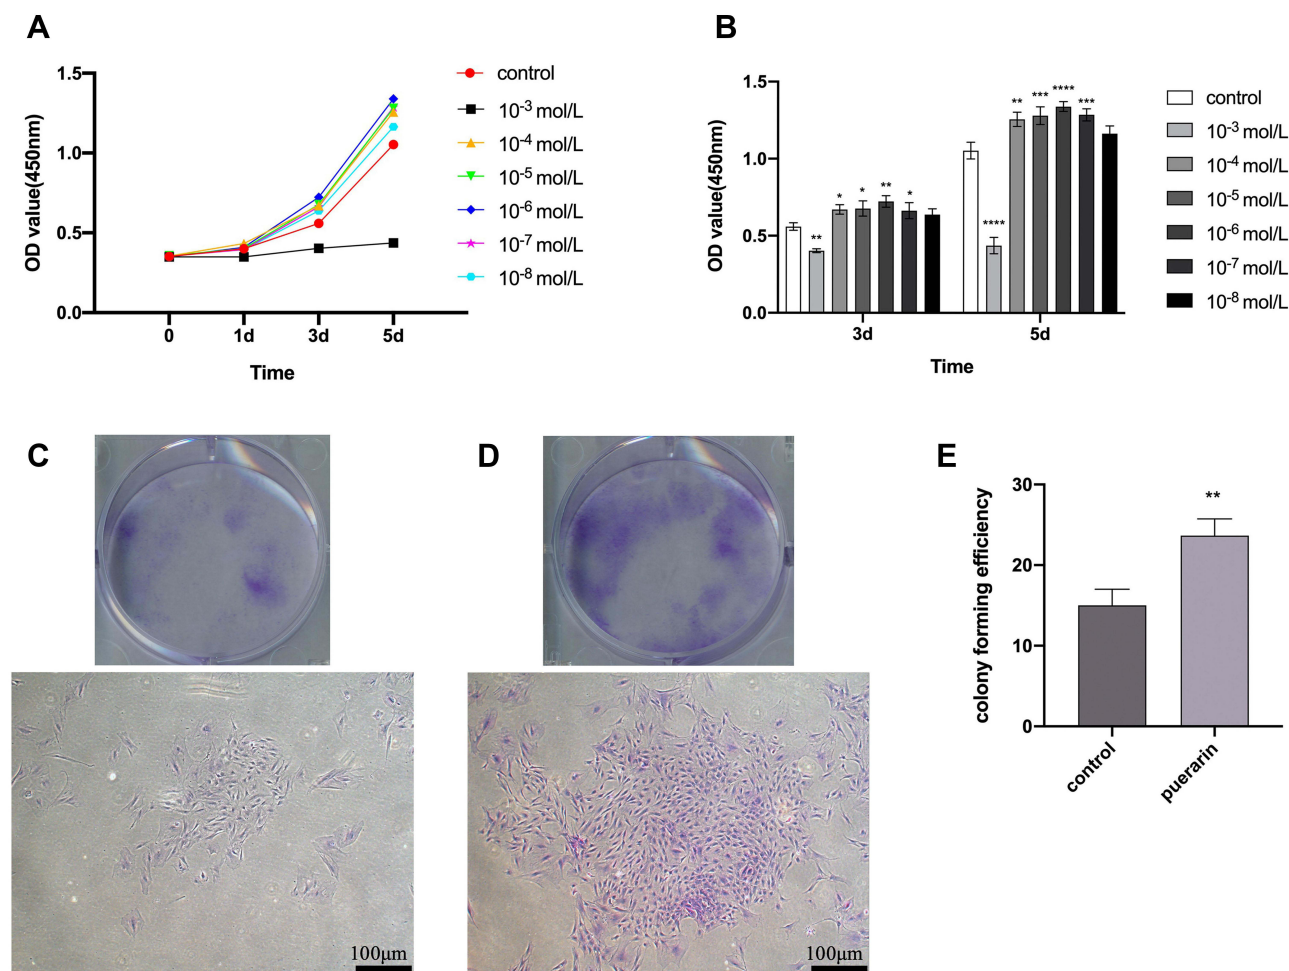 A
OD value(450nm)
1.5
1.0
0.5
0.0
0 1d 3d 5d
Time
control
10-3 mol/L
10-4 mol/L
10-5 mol/L
10-6 mol/L
10-7 mol/L
10-8 mol/L
B
OD value(450nm)
1.5
1.0
0.5
0.0
** * * ** *
**** ** *** **** ***
3d 5d
Time
control
10-3 mol/L
10-4 mol/L
10-5 mol/L
10-6 mol/L
10-7 mol/L
10-8 mol/L
C
100μm
D
100μm
E
colony forming efficiency
30
20
10
0
**
control
puerarin